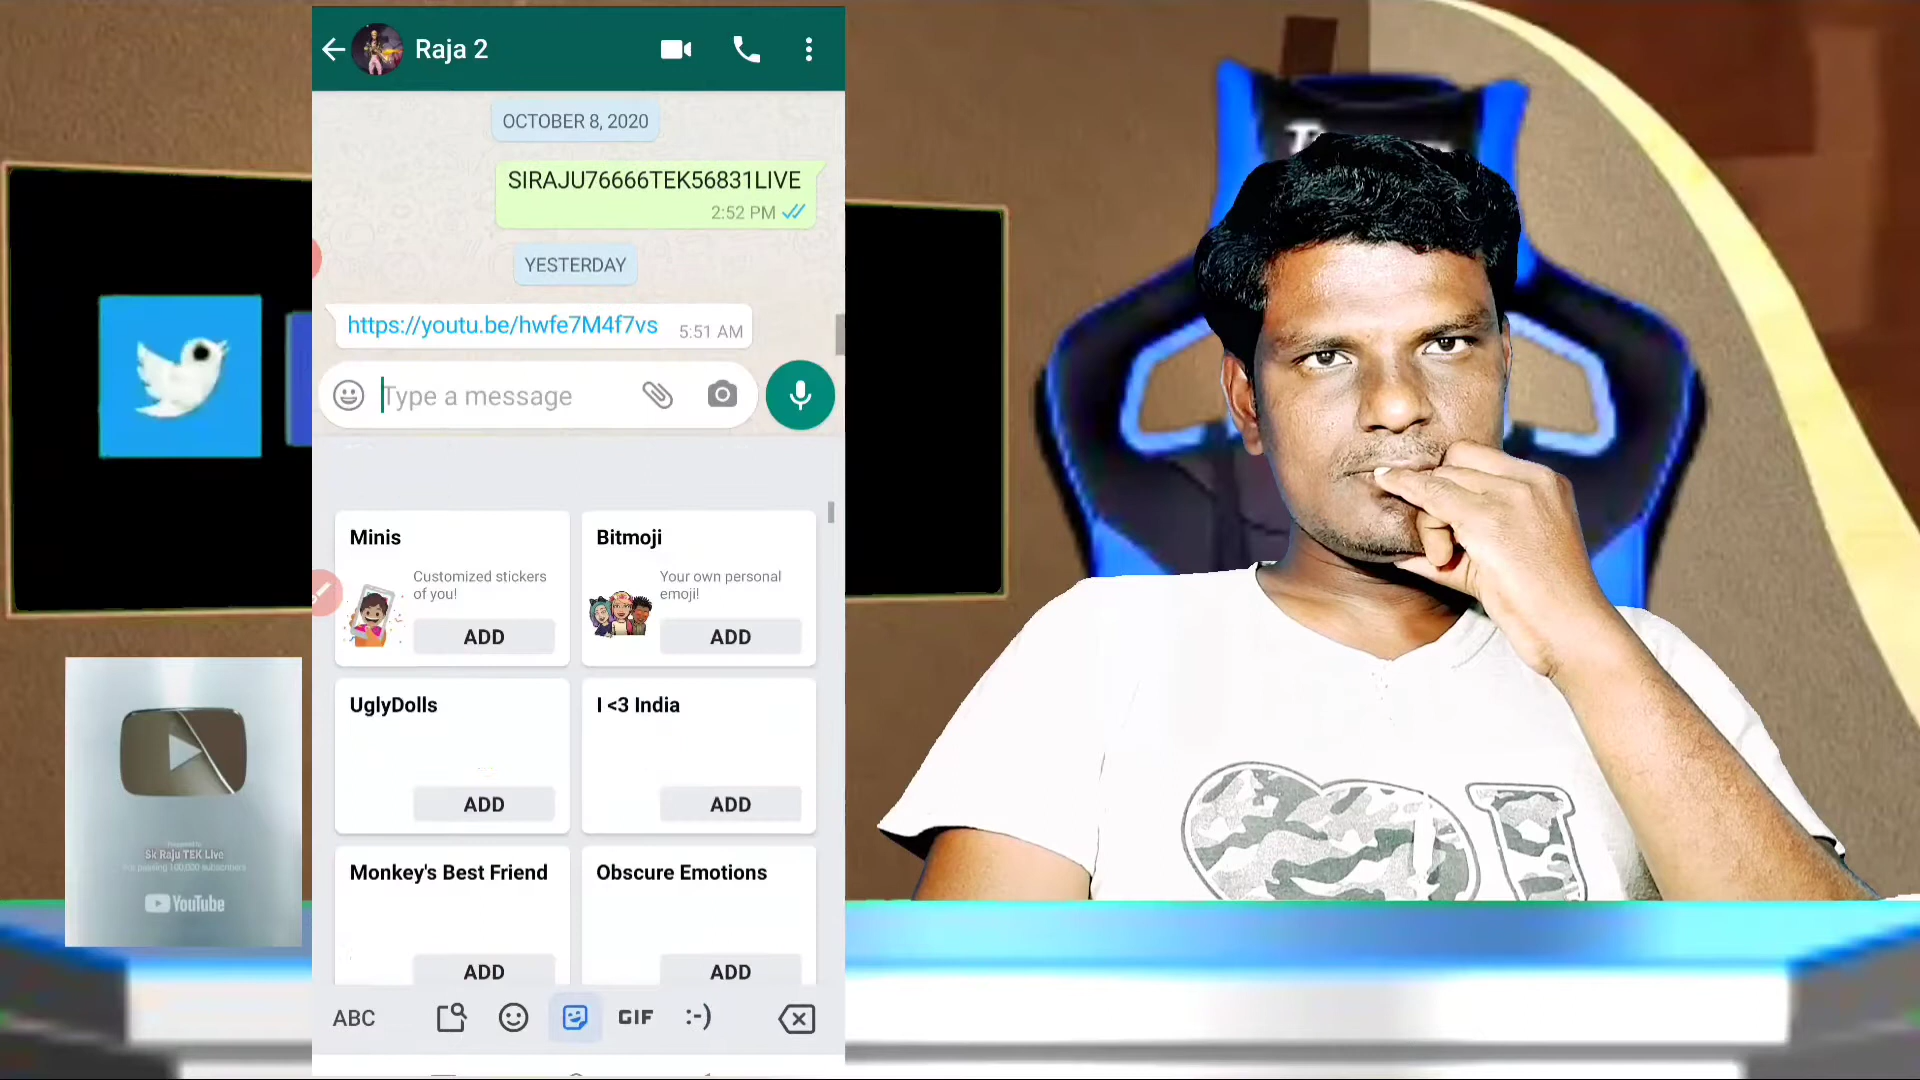 Raja 2
OCTOBER 8, 2020
SIRAJU76666TEK56831LIVE
2:52 PM
YESTERDAY
https://youtu.be/hwfe7M4f7vs 5:51 AM
Type a message
Minis
Customized stickers
of you!
ADD
Bitmoji
Your own personal
emoji!
ADD
UglyDolls
ADD
I <3 India
ADD
Monkey's Best Friend
ADD
Obscure Emotions
ADD
ABC
GIF
:-)
Sk Raju TEK Live
YouTube